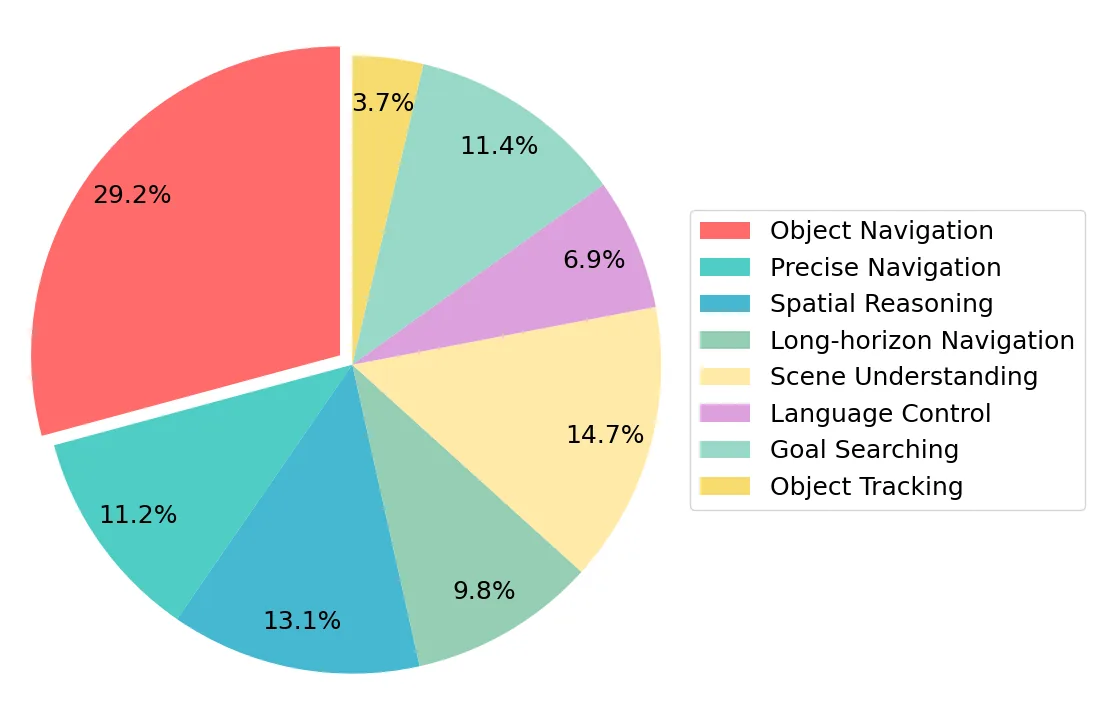 3.7%
11.4%
29.2%
6.9%
14.7%
11.2%
9.8%
13.1%
Object Navigation
Precise Navigation
Spatial Reasoning
Long-horizon Navigation
Scene Understanding
Language Control
Goal Searching
Object Tracking